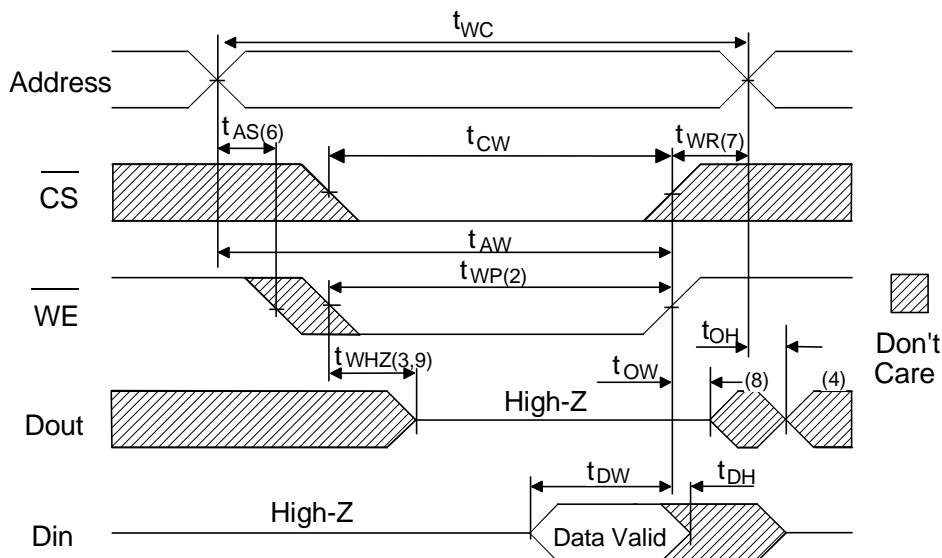 tWC
Address
tAS(6)
tCW
tWR(7)
CS
tAW
tWP(2)
WE
tOH
Don't
Care
tWHZ(3,9)
tOW
(8)
(4)
High-Z
Dout
tDW
tDH
High-Z
Data Valid
Din